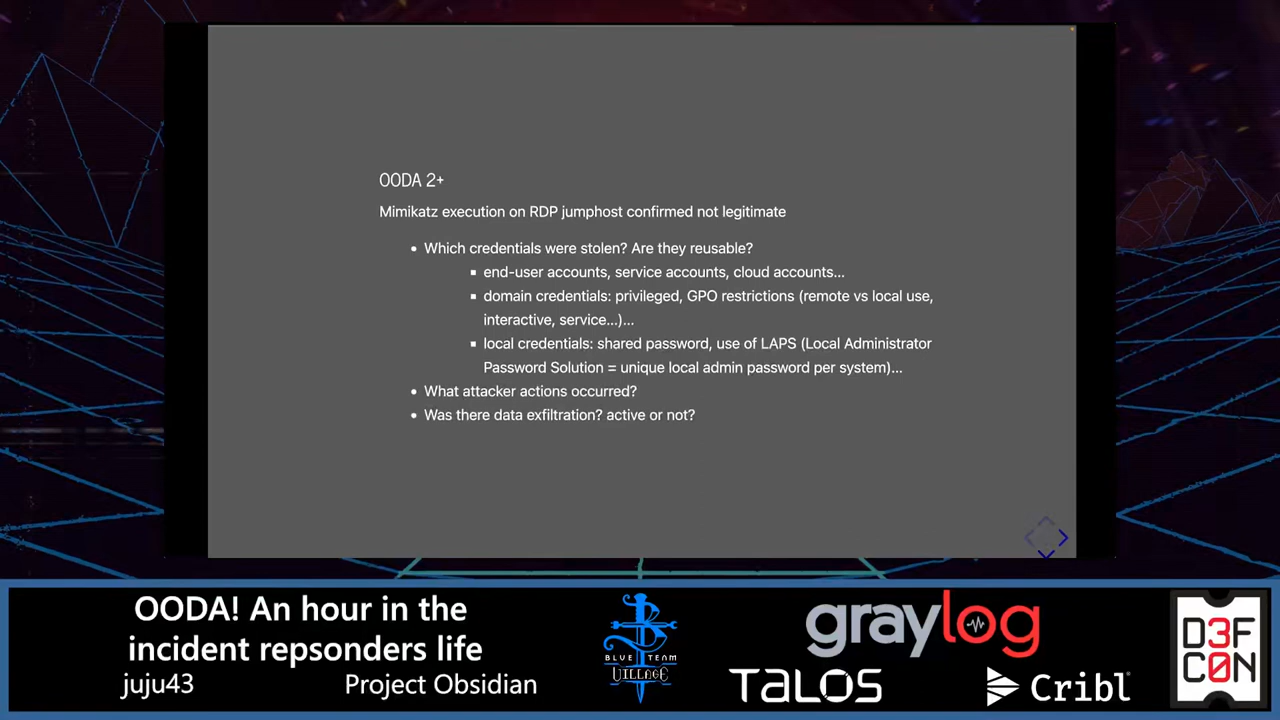 OODA 2+
Mimikatz execution on RDP jumphost confirmed not legitimate
• Which credentials were stolen? Are they reusable?
▪ end-user accounts, service accounts, cloud accounts...
▪ domain credentials: privileged, GPO restrictions (remote vs local use,
interactive, service...)...
▪ local credentials: shared password, use of LAPS (Local Administrator
Password Solution = unique local admin password per system)...
• What attacker actions occurred?
• Was there data exfiltration? active or not?
OODA! An hour in the
incident repsonders life
juju43
Project Obsidian
BLUE TEAM
VILLAGE
graylog
TALOS
Cribl
D3F
C0N